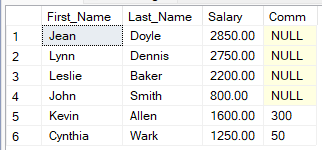 First_Name Last_Name Salary Comm
1 Jean Doyle 2850.00 NULL
2 Lynn Dennis 2750.00 NULL
3 Leslie Baker 2200.00 NULL
4 John Smith 800.00 NULL
5 Kevin Allen 1600.00 300
6 Cynthia Wark 1250.00 50